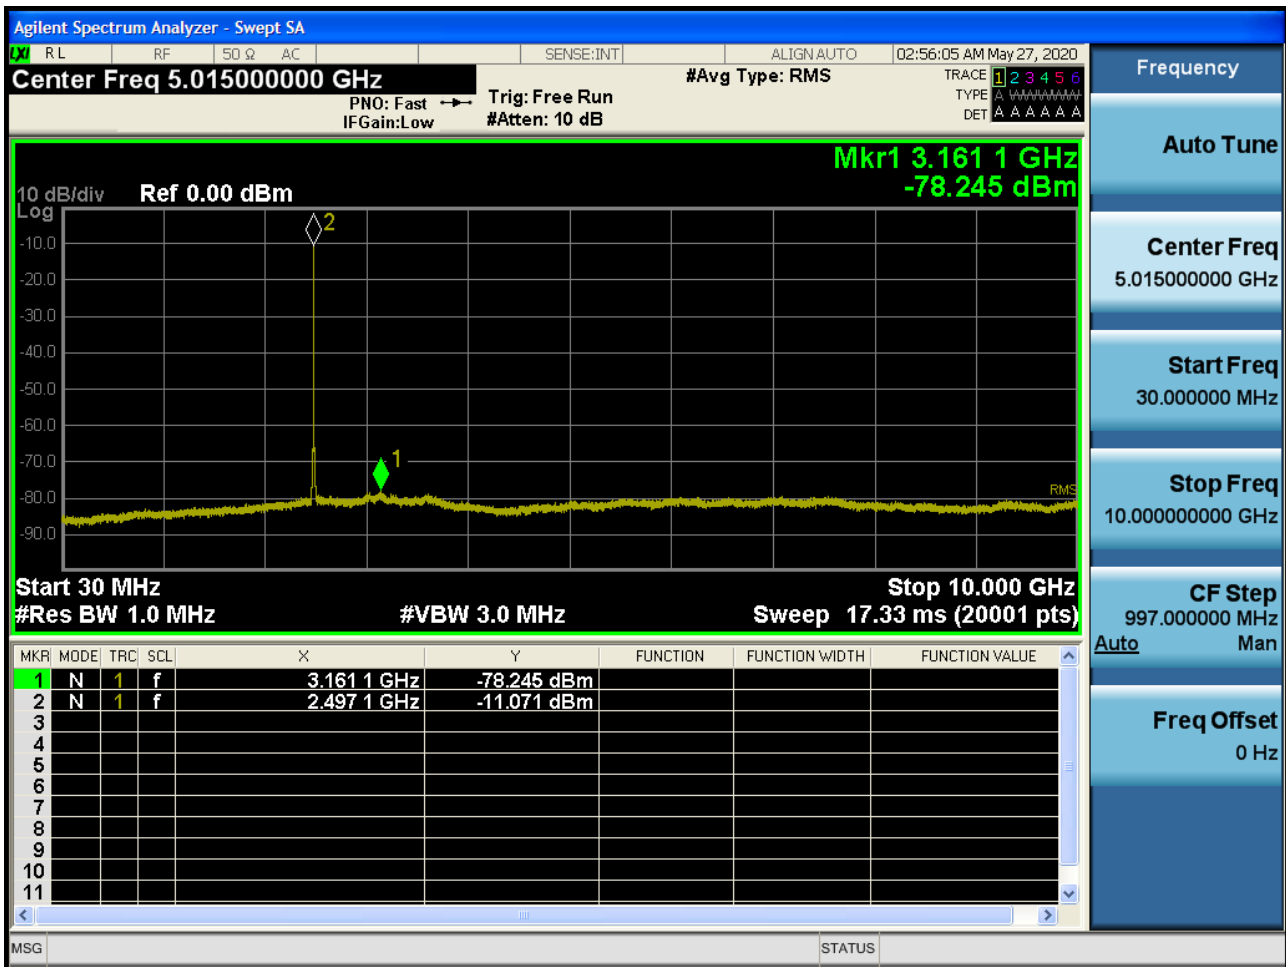 Agilent Spectrum Analyzer - Swept SA
LXI RL RF 50 Ω AC SENSE:INT ALIGN AUTO 02:56:05 AM May 27, 2020
Center Freq 5.015000000 GHz
PNO: Fast
IFGain:Low
Trig: Free Run
#Atten: 10 dB
#Avg Type: RMS
TRACE 1 2 3 4 5 6
TYPE A WWWWW
DET A A A A A A
Mkr1 3.161 1 GHz
-78.245 dBm
10 dB/div Ref 0.00 dBm
Log
2
-10.0
-20.0
-30.0
-40.0
-50.0
-60.0
-70.0
1
-80.0
RMS
-90.0
Start 30 MHz Stop 10.000 GHz
#Res BW 1.0 MHz #VBW 3.0 MHz Sweep 17.33 ms (20001 pts)
MKR MODE TRC SCL X Y FUNCTION FUNCTION WIDTH FUNCTION VALUE
1 N 1 f 3.161 1 GHz -78.245 dBm
2 N 1 f 2.497 1 GHz -11.071 dBm
3
4
5
6
7
8
9
10
11
MSG STATUS
Frequency
Auto Tune
Center Freq
5.015000000 GHz
Start Freq
30.000000 MHz
Stop Freq
10.000000000 GHz
CF Step
997.000000 MHz
Auto Man
Freq Offset
0 Hz